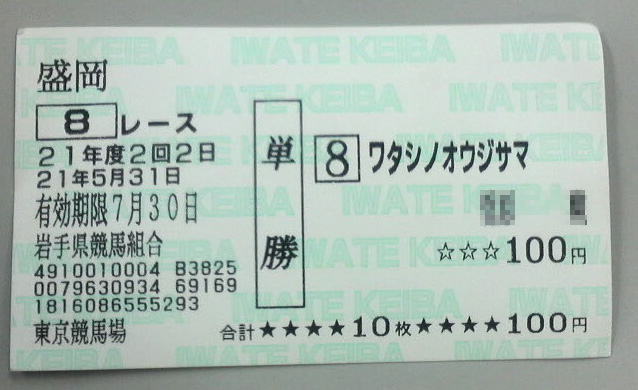 IWATE KEIBA
盛岡
8 レース
21年度2回2日
21年5月31日
有効期限7月30日
岩手県競馬組合
4910010004 83825
0079630934 69169
1816086555293
東京競馬場
単勝
8 ワタシノオウジサマ
☆☆☆100円
合計★★★★10枚★★★★100円